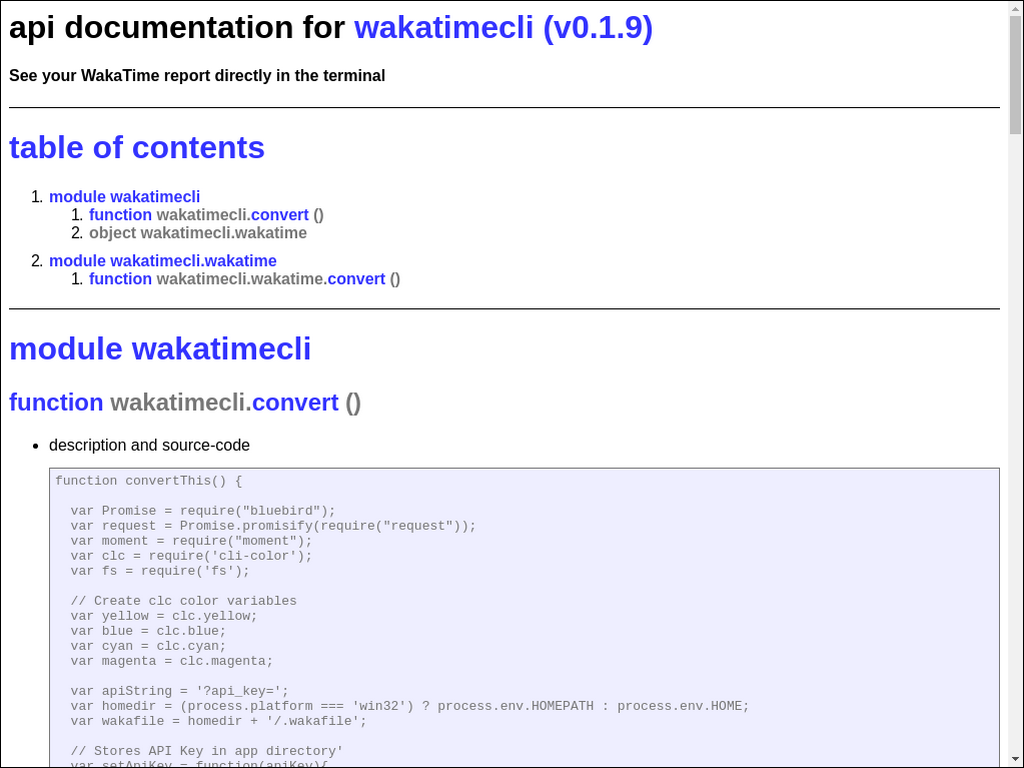 api documentation for wakatimecli (v0.1.9)
See your WakaTime report directly in the terminal
table of contents
1. module wakatimecli
1. function wakatimecli.convert ()
2. object wakatimecli.wakatime
2. module wakatimecli.wakatime
1. function wakatimecli.wakatime.convert ()
module wakatimecli
function wakatimecli.convert ()
• description and source-code
function convertThis() {
var Promise = require("bluebird");
var request = Promise.promisify(require("request"));
var moment = require("moment");
var clc = require('cli-color');
var fs = require('fs');
// Create clc color variables
var yellow = clc.yellow;
var blue = clc.blue;
var cyan = clc.cyan;
var magenta = clc.magenta;
var apiString = '?api_key=';
var homedir = (process.platform === 'win32') ? process.env.HOMEPATH : process.env.HOME;
var wakafile = homedir + '/.wakafile';
// Stores API Key in app directory'
var setApiKey = function(apiKey){